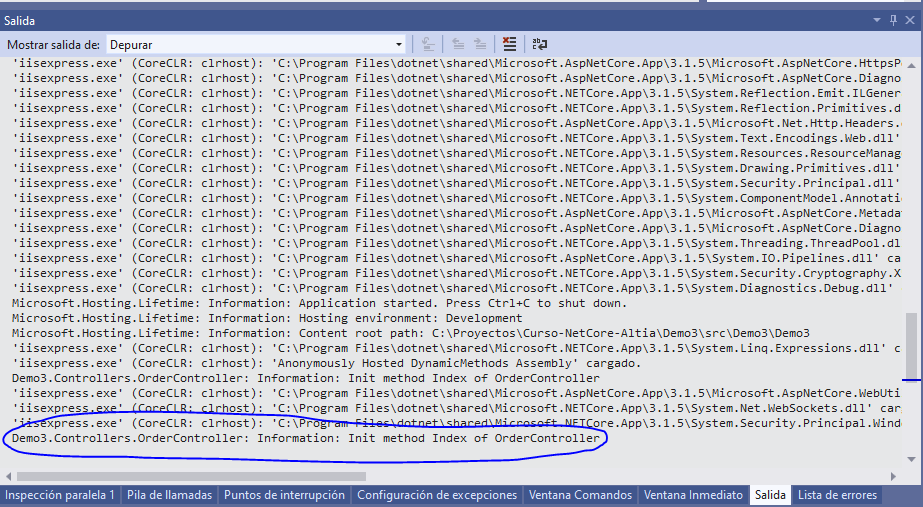 Salida
Mostrar salida de: Depurar
'iisexpress.exe' (CoreCLR: clrhost): 'C:\Program Files\dotnet\shared\Microsoft.AspNetCore.App\3.1.5\Microsoft.AspNetCore.HttpsP
'iisexpress.exe' (CoreCLR: clrhost): 'C:\Program Files\dotnet\shared\Microsoft.AspNetCore.App\3.1.5\Microsoft.AspNetCore.Diagno
'iisexpress.exe' (CoreCLR: clrhost): 'C:\Program Files\dotnet\shared\Microsoft.NETCore.App\3.1.5\System.Reflection.Emit.ILGener
'iisexpress.exe' (CoreCLR: clrhost): 'C:\Program Files\dotnet\shared\Microsoft.NETCore.App\3.1.5\System.Reflection.Primitives.d
'iisexpress.exe' (CoreCLR: clrhost): 'C:\Program Files\dotnet\shared\Microsoft.AspNetCore.App\3.1.5\Microsoft.Net.Http.Headers.
'iisexpress.exe' (CoreCLR: clrhost): 'C:\Program Files\dotnet\shared\Microsoft.NETCore.App\3.1.5\System.Text.Encodings.Web.dll'
'iisexpress.exe' (CoreCLR: clrhost): 'C:\Program Files\dotnet\shared\Microsoft.NETCore.App\3.1.5\System.Resources.ResourceManag
'iisexpress.exe' (CoreCLR: clrhost): 'C:\Program Files\dotnet\shared\Microsoft.NETCore.App\3.1.5\System.Drawing.Primitives.dll'
'iisexpress.exe' (CoreCLR: clrhost): 'C:\Program Files\dotnet\shared\Microsoft.NETCore.App\3.1.5\System.Security.Principal.dll'
'iisexpress.exe' (CoreCLR: clrhost): 'C:\Program Files\dotnet\shared\Microsoft.NETCore.App\3.1.5\System.ComponentModel.Annotati
'iisexpress.exe' (CoreCLR: clrhost): 'C:\Program Files\dotnet\shared\Microsoft.AspNetCore.App\3.1.5\Microsoft.AspNetCore.Metada
'iisexpress.exe' (CoreCLR: clrhost): 'C:\Program Files\dotnet\shared\Microsoft.AspNetCore.App\3.1.5\Microsoft.AspNetCore.Diagno
'iisexpress.exe' (CoreCLR: clrhost): 'C:\Program Files\dotnet\shared\Microsoft.NETCore.App\3.1.5\System.Threading.ThreadPool.dl
'iisexpress.exe' (CoreCLR: clrhost): 'C:\Program Files\dotnet\shared\Microsoft.AspNetCore.App\3.1.5\System.IO.Pipelines.dll' ca
'iisexpress.exe' (CoreCLR: clrhost): 'C:\Program Files\dotnet\shared\Microsoft.NETCore.App\3.1.5\System.Security.Cryptography.X
'iisexpress.exe' (CoreCLR: clrhost): 'C:\Program Files\dotnet\shared\Microsoft.NETCore.App\3.1.5\System.Diagnostics.Debug.dll'
Microsoft.Hosting.Lifetime: Information: Application started. Press Ctrl+C to shut down.
Microsoft.Hosting.Lifetime: Information: Hosting environment: Development
Microsoft.Hosting.Lifetime: Information: Content root path: C:\Proyectos\Curso-NetCore-Altia\Demo3\src\Demo3\Demo3
'iisexpress.exe' (CoreCLR: clrhost): 'C:\Program Files\dotnet\shared\Microsoft.NETCore.App\3.1.5\System.Linq.Expressions.dll' c
'iisexpress.exe' (CoreCLR: clrhost): 'Anonymously Hosted DynamicMethods Assembly' cargado.
Demo3.Controllers.OrderController: Information: Init method Index of OrderController
'iisexpress.exe' (CoreCLR: clrhost): 'C:\Program Files\dotnet\shared\Microsoft.AspNetCore.App\3.1.5\Microsoft.AspNetCore.WebUti
'iisexpress.exe' (CoreCLR: clrhost): 'C:\Program Files\dotnet\shared\Microsoft.NETCore.App\3.1.5\System.Net.WebSockets.dll' car
'iisexpress.exe' (CoreCLR: clrhost): 'C:\Program Files\dotnet\shared\Microsoft.NETCore.App\3.1.5\System.Security.Principal.Wind
Demo3.Controllers.OrderController: Information: Init method Index of OrderController
Inspección paralela 1 Pila de llamadas Puntos de interrupción Configuración de excepciones Ventana Comandos Ventana Inmediato Salida Lista de errores